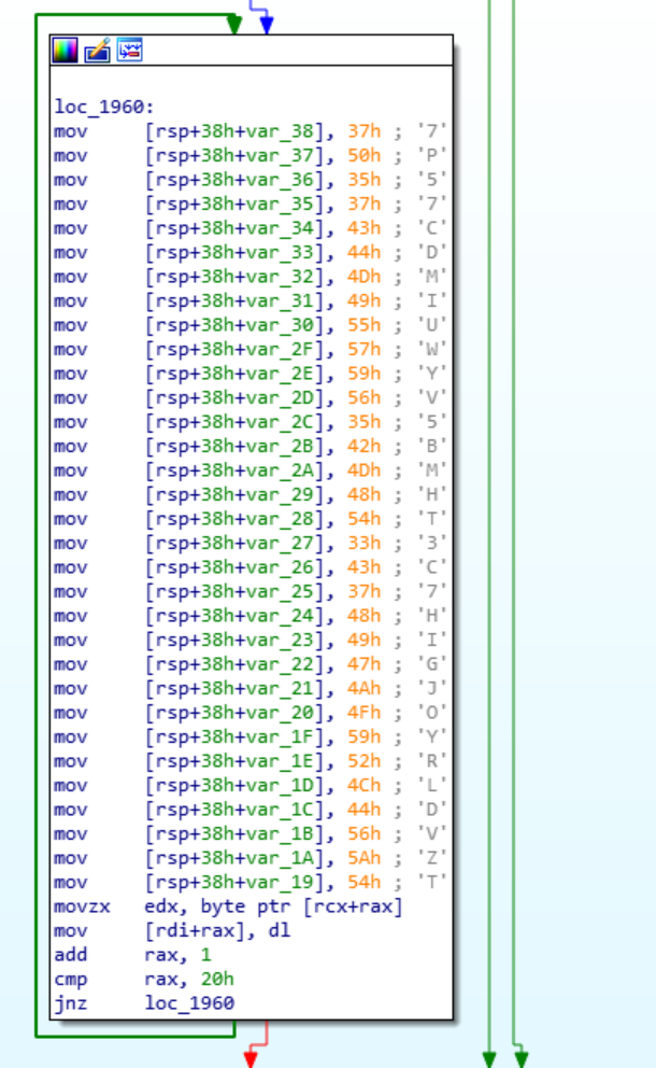 loc_1960:
mov [rsp+38h+var_38], 37h ; '7'
mov [rsp+38h+var_37], 50h ; 'P'
mov [rsp+38h+var_36], 35h ; '5'
mov [rsp+38h+var_35], 37h ; '7'
mov [rsp+38h+var_34], 43h ; 'C'
mov [rsp+38h+var_33], 44h ; 'D'
mov [rsp+38h+var_32], 4Dh ; 'M'
mov [rsp+38h+var_31], 49h ; 'I'
mov [rsp+38h+var_30], 55h ; 'U'
mov [rsp+38h+var_2F], 57h ; 'W'
mov [rsp+38h+var_2E], 59h ; 'Y'
mov [rsp+38h+var_2D], 56h ; 'V'
mov [rsp+38h+var_2C], 35h ; '5'
mov [rsp+38h+var_2B], 42h ; 'B'
mov [rsp+38h+var_2A], 4Dh ; 'M'
mov [rsp+38h+var_29], 48h ; 'H'
mov [rsp+38h+var_28], 54h ; 'T'
mov [rsp+38h+var_27], 33h ; '3'
mov [rsp+38h+var_26], 43h ; 'C'
mov [rsp+38h+var_25], 37h ; '7'
mov [rsp+38h+var_24], 48h ; 'H'
mov [rsp+38h+var_23], 49h ; 'I'
mov [rsp+38h+var_22], 47h ; 'G'
mov [rsp+38h+var_21], 4Ah ; 'J'
mov [rsp+38h+var_20], 4Fh ; 'O'
mov [rsp+38h+var_1F], 59h ; 'Y'
mov [rsp+38h+var_1E], 52h ; 'R'
mov [rsp+38h+var_1D], 4Ch ; 'L'
mov [rsp+38h+var_1C], 44h ; 'D'
mov [rsp+38h+var_1B], 56h ; 'V'
mov [rsp+38h+var_1A], 5Ah ; 'Z'
mov [rsp+38h+var_19], 54h ; 'T'
movzx edx, byte ptr [rcx+rax]
mov [rdi+rax], dl
add rax, 1
cmp rax, 20h
jnz loc_1960